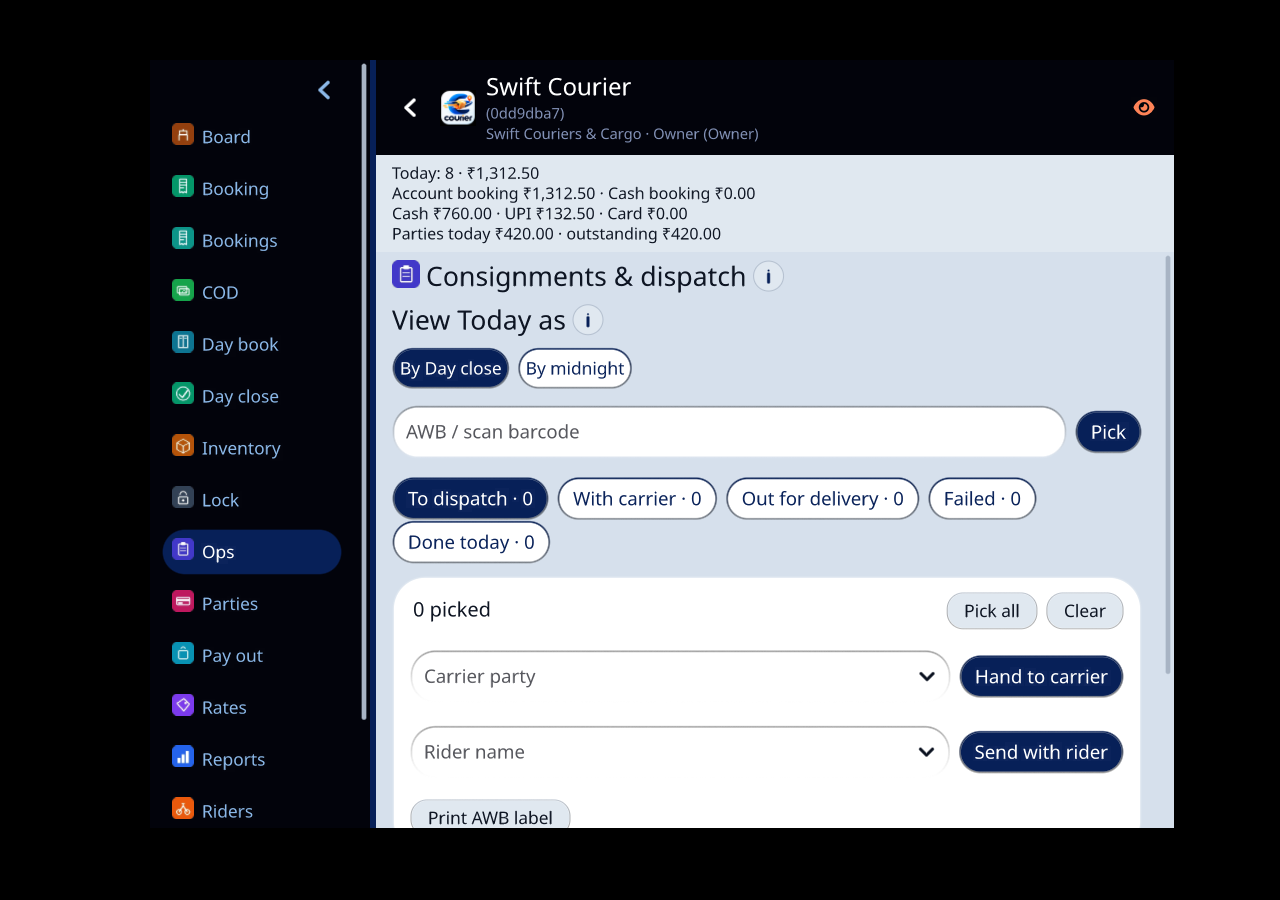 Swift Courier
(0dd9dba7)
Swift Couriers & Cargo · Owner (Owner)
courier
Board
Booking
Bookings
COD
Day book
Day close
Inventory
Lock
Ops
Parties
Pay out
Rates
Reports
Riders
Today: 8 · ₹1,312.50
Account booking ₹1,312.50 · Cash booking ₹0.00
Cash ₹760.00 · UPI ₹132.50 · Card ₹0.00
Parties today ₹420.00 · outstanding ₹420.00
Consignments & dispatch i
View Today as i
By Day close By midnight
AWB / scan barcode Pick
To dispatch · 0 With carrier · 0 Out for delivery · 0 Failed · 0
Done today · 0
0 picked Pick all Clear
Carrier party Hand to carrier
Rider name Send with rider
Print AWB label